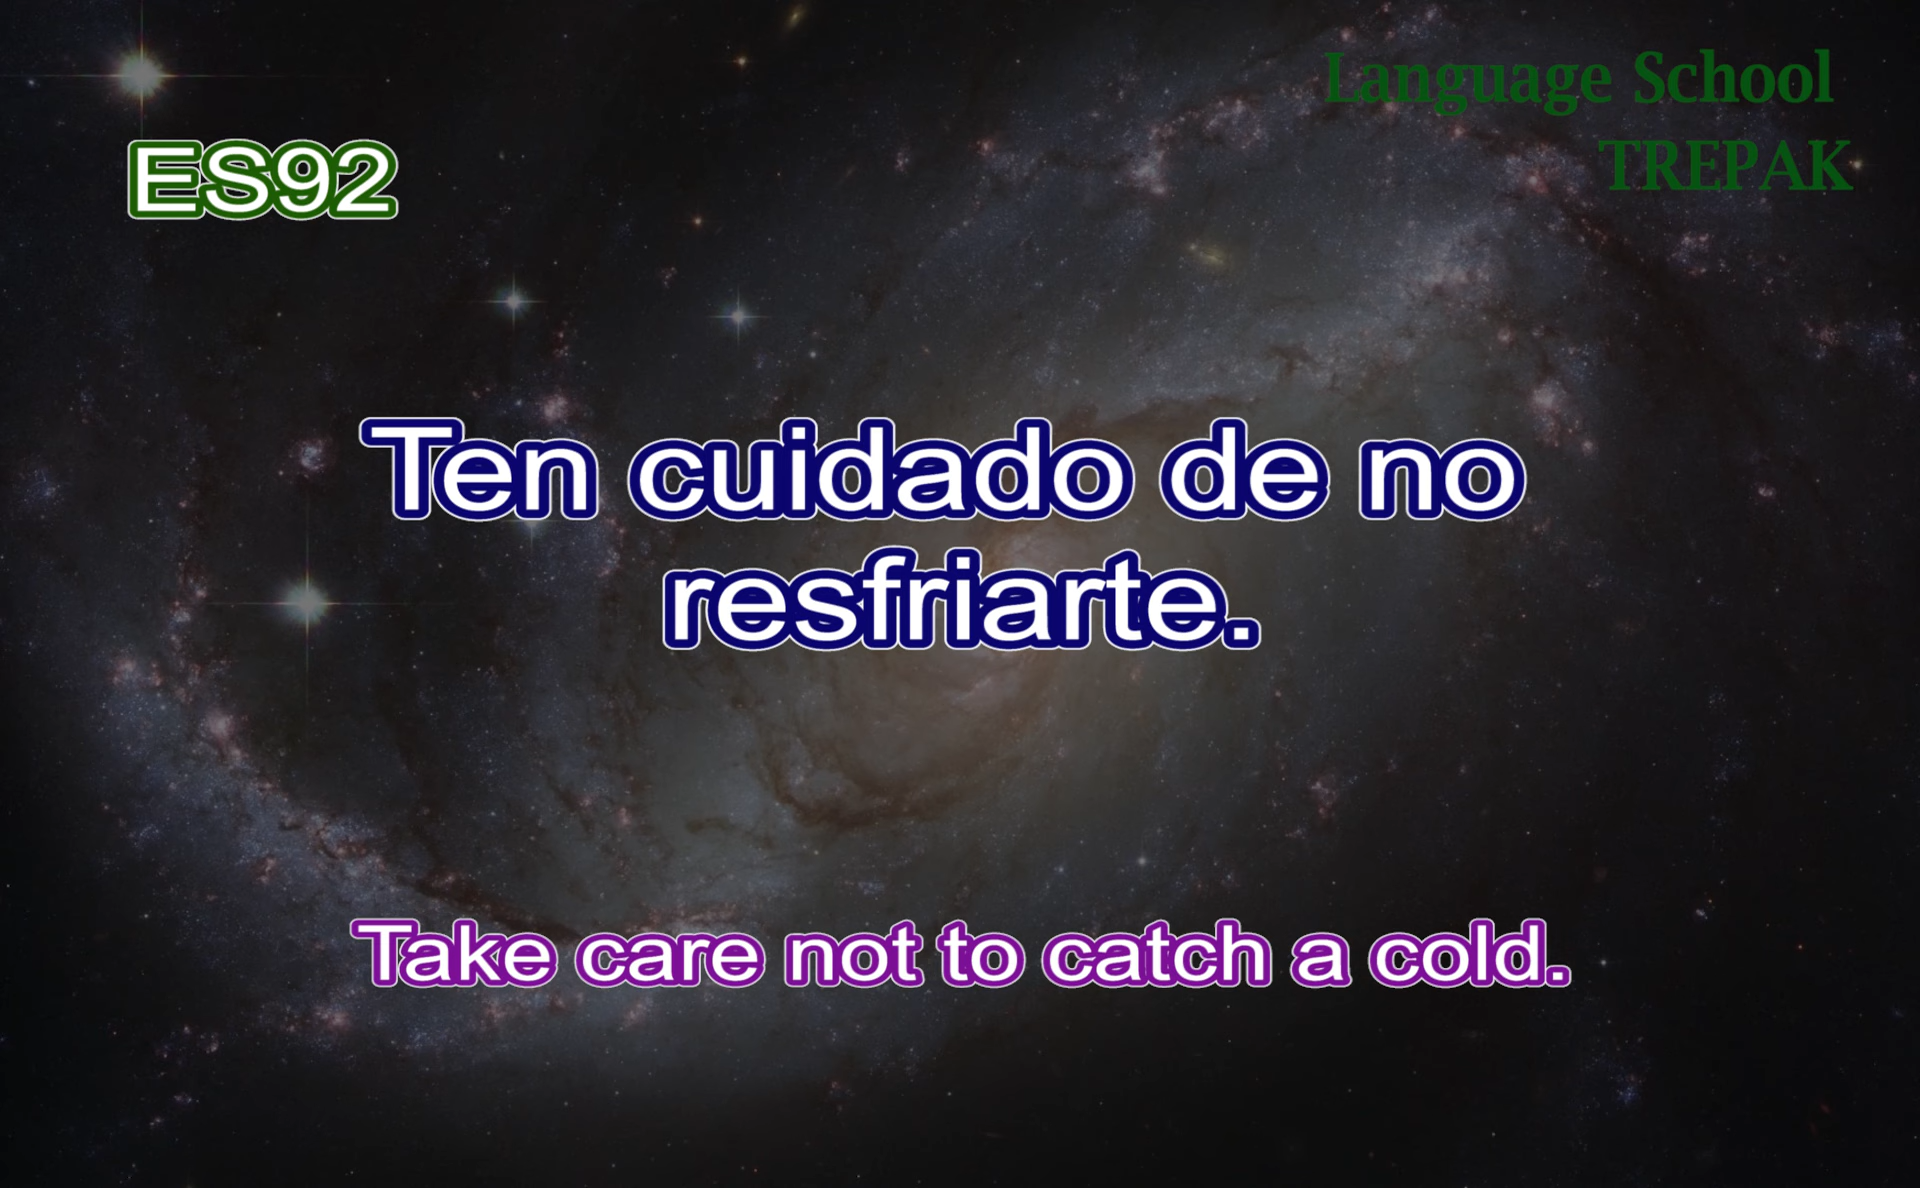 Language School
TREPAK
ES92
Ten cuidado de no
resfriarte.
Take care not to catch a cold.